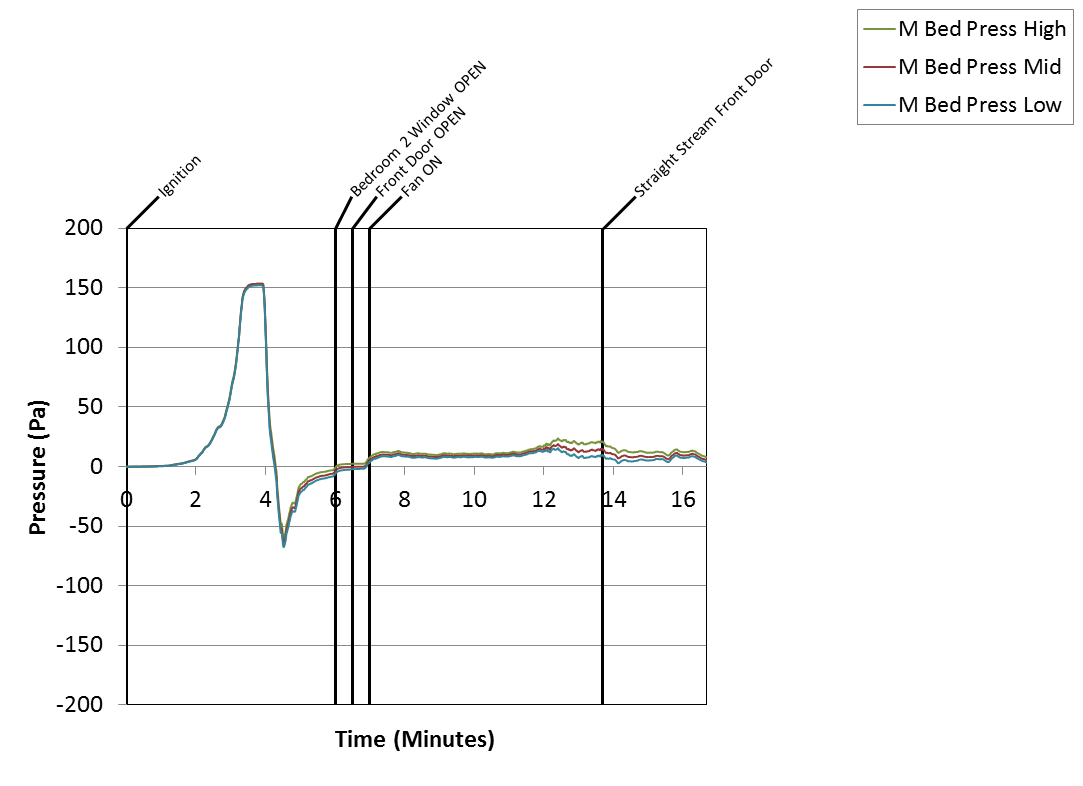 M Bed Press High
M Bed Press Mid
M Bed Press Low
Ignition
Bedroom 2 Window OPEN
Front Door OPEN
Fan ON
Straight Stream Front Door
200
150
100
50
0
-50
-100
-150
-200
Pressure (Pa)
0 2 4 6 8 10 12 14 16
Time (Minutes)